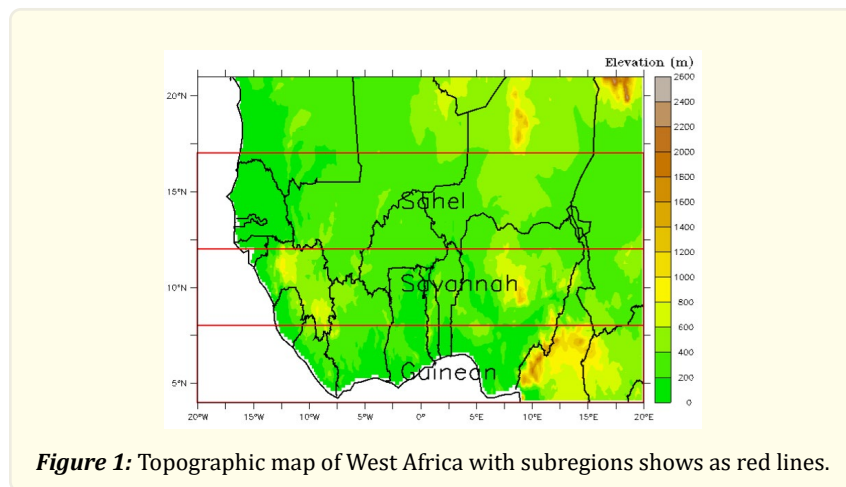 Elevation (m)
2600
20°N
2400
2200
2000
1800
15°N
Sahel
1600
1400
1200
10°N
Savannah
1000
800
600
5°N
Guinean
400
200
0
20°W
15°W
10°W
5°W
0°
5°E
10°E
15°E
20°E
Figure 1: Topographic map of West Africa with subregions shows as red lines.